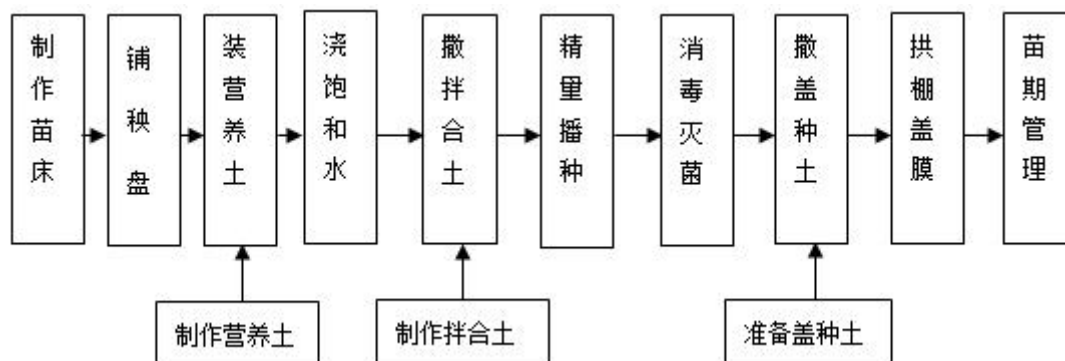 制作苗床
铺秧盘
装营养土
浇饱和水
撒拌合土
精量播种
消毒灭菌
撒盖种土
拱棚盖膜
苗期管理
制作营养土
制作拌合土
准备盖种土